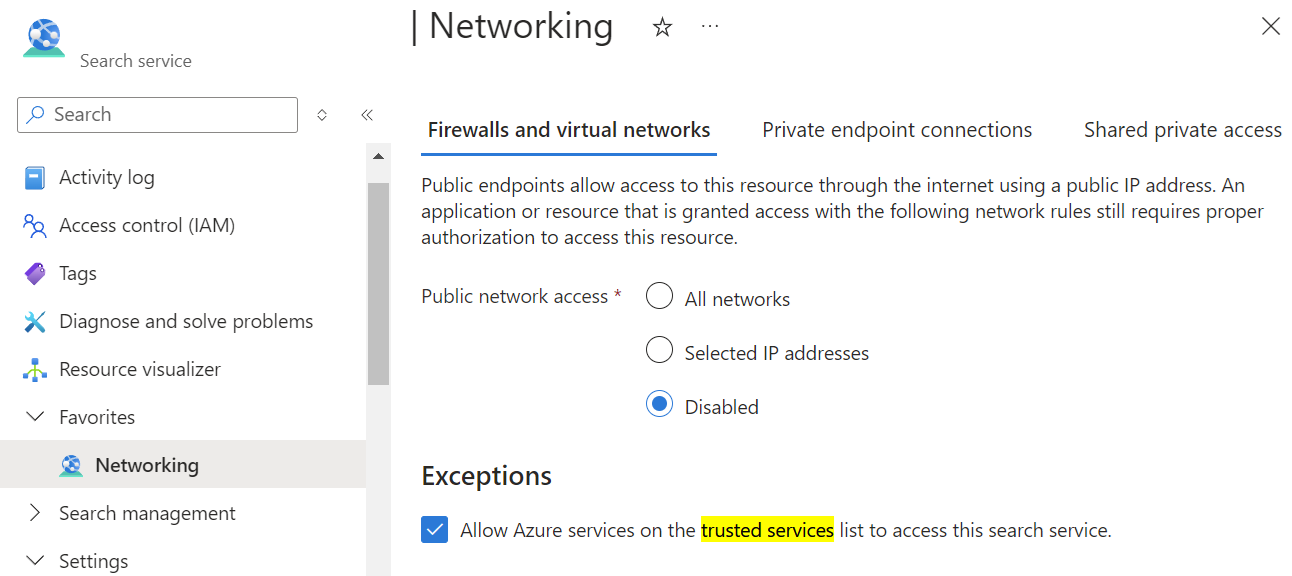 | Networking
Search service
Search
Activity log
Access control (IAM)
Tags
Diagnose and solve problems
Resource visualizer
Favorites
Networking
Search management
Settings
Firewalls and virtual networks
Private endpoint connections
Shared private access
Public endpoints allow access to this resource through the internet using a public IP address. An
application or resource that is granted access with the following network rules still requires proper
authorization to access this resource.
Public network access *
All networks
Selected IP addresses
Disabled
Exceptions
Allow Azure services on the trusted services list to access this search service.